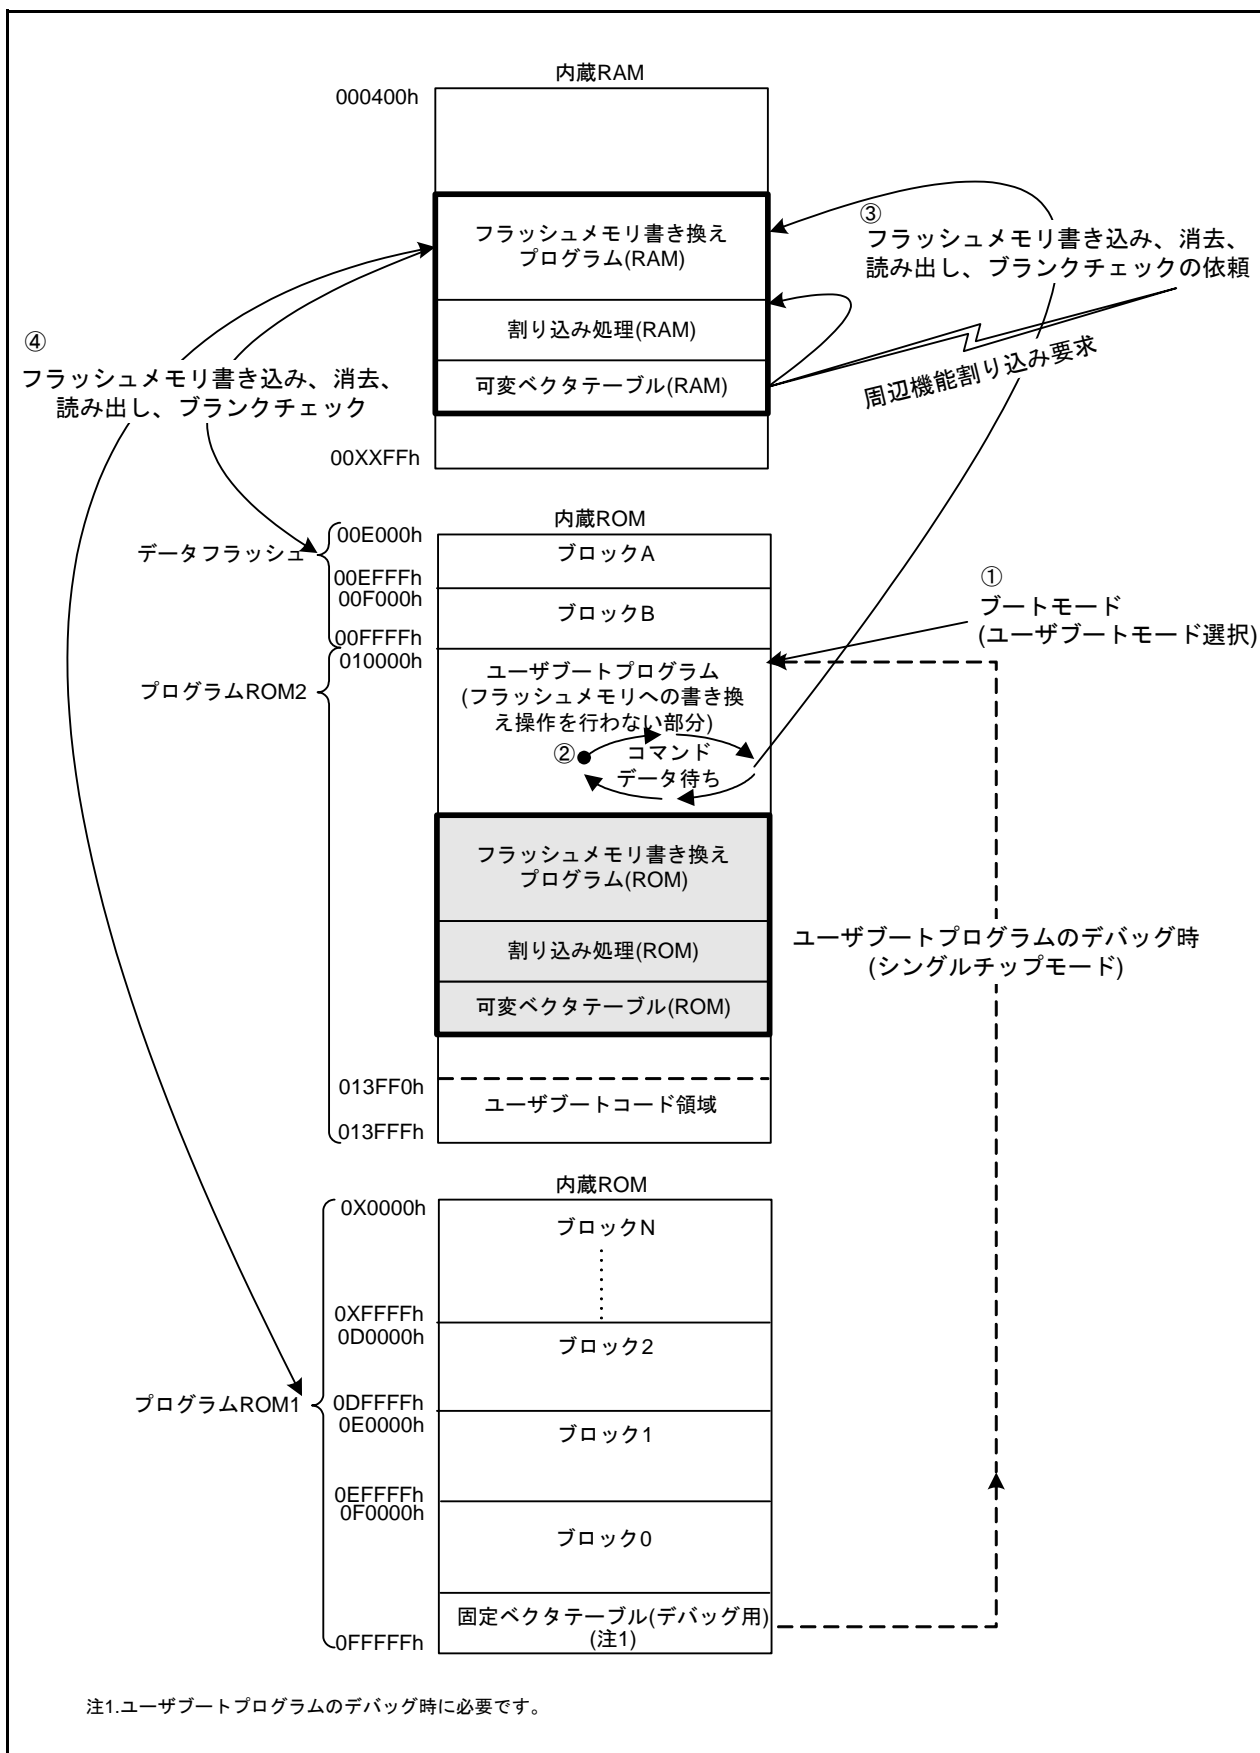 内蔵RAM
000400h
フラッシュメモリ書き換え
プログラム(RAM)
割り込み処理(RAM)
可変ベクタテーブル(RAM)
00XXFFh
③
フラッシュメモリ書き込み、消去、
読み出し、ブランクチェックの依頼
周辺機能割り込み要求
④
フラッシュメモリ書き込み、消去、
読み出し、ブランクチェック
内蔵ROM
データフラッシュ
00E000h
ブロックA
00EFFFh
00F000h
ブロックB
00FFFFh
010000h
プログラムROM2
①
ブートモード
(ユーザブートモード選択)
ユーザブートプログラム
(フラッシュメモリへの書き換
え操作を行わない部分)
②
コマンド
データ待ち
フラッシュメモリ書き換え
プログラム(ROM)
割り込み処理(ROM)
可変ベクタテーブル(ROM)
ユーザブートプログラムのデバッグ時
(シングルチップモード)
013FF0h
ユーザブートコード領域
013FFFh
内蔵ROM
0X0000h
ブロックN
0XFFFFh
0D0000h
ブロック2
プログラムROM1
0DFFFFh
0E0000h
ブロック1
0EFFFFh
0F0000h
ブロック0
固定ベクタテーブル(デバッグ用)
(注1)
0FFFFFh
注1.ユーザブートプログラムのデバッグ時に必要です。